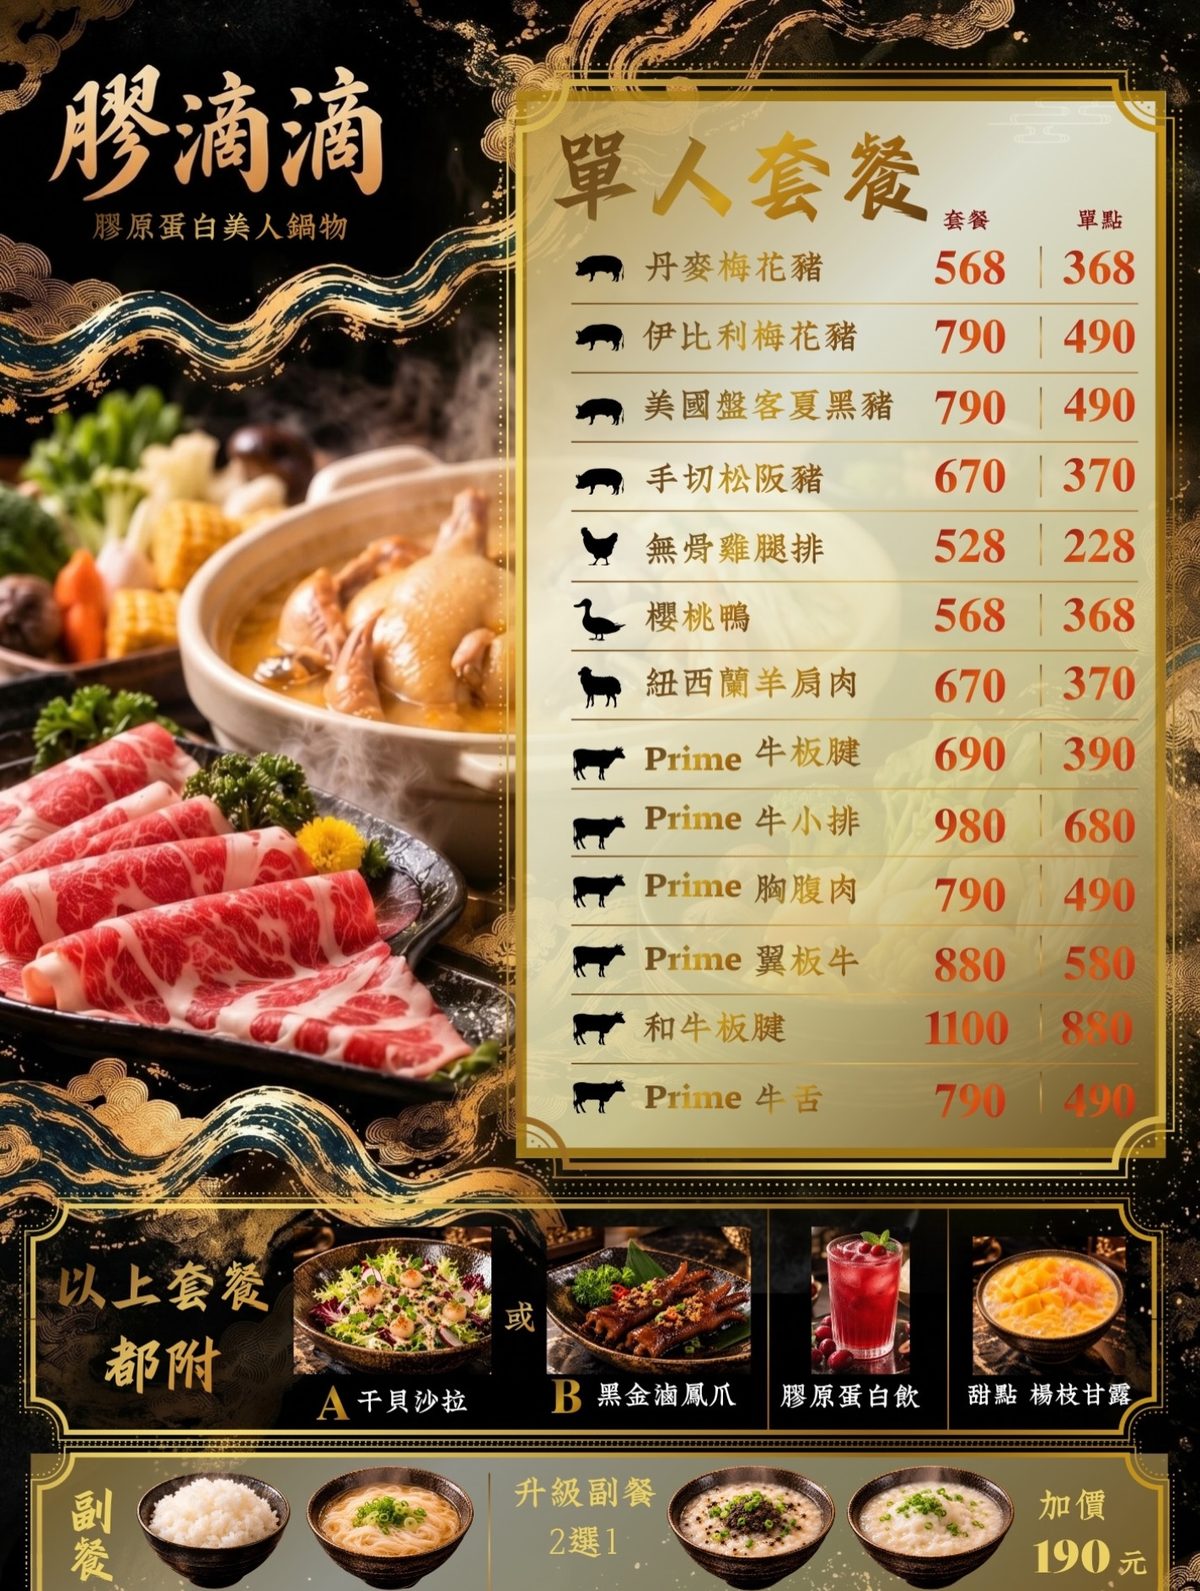 膠滴滴
膠原蛋白美人鍋物
單人套餐
套餐 單點
丹麥梅花豬 568 368
伊比利梅花豬 790 490
美國盤客夏黑豬 790 490
手切松阪豬 670 370
無骨雞腿排 528 228
櫻桃鴨 568 368
紐西蘭羊肩肉 670 370
Prime 牛板腱 690 390
Prime 牛小排 980 680
Prime 胸腹肉 790 490
Prime 翼板牛 880 580
和牛板腱 1100 880
Prime 牛舌 790 490
以上套餐
都附
A 干貝沙拉
或
B 黑金滷鳳爪
膠原蛋白飲
甜點 楊枝甘露
副餐
升級副餐
2選1
加價
190元